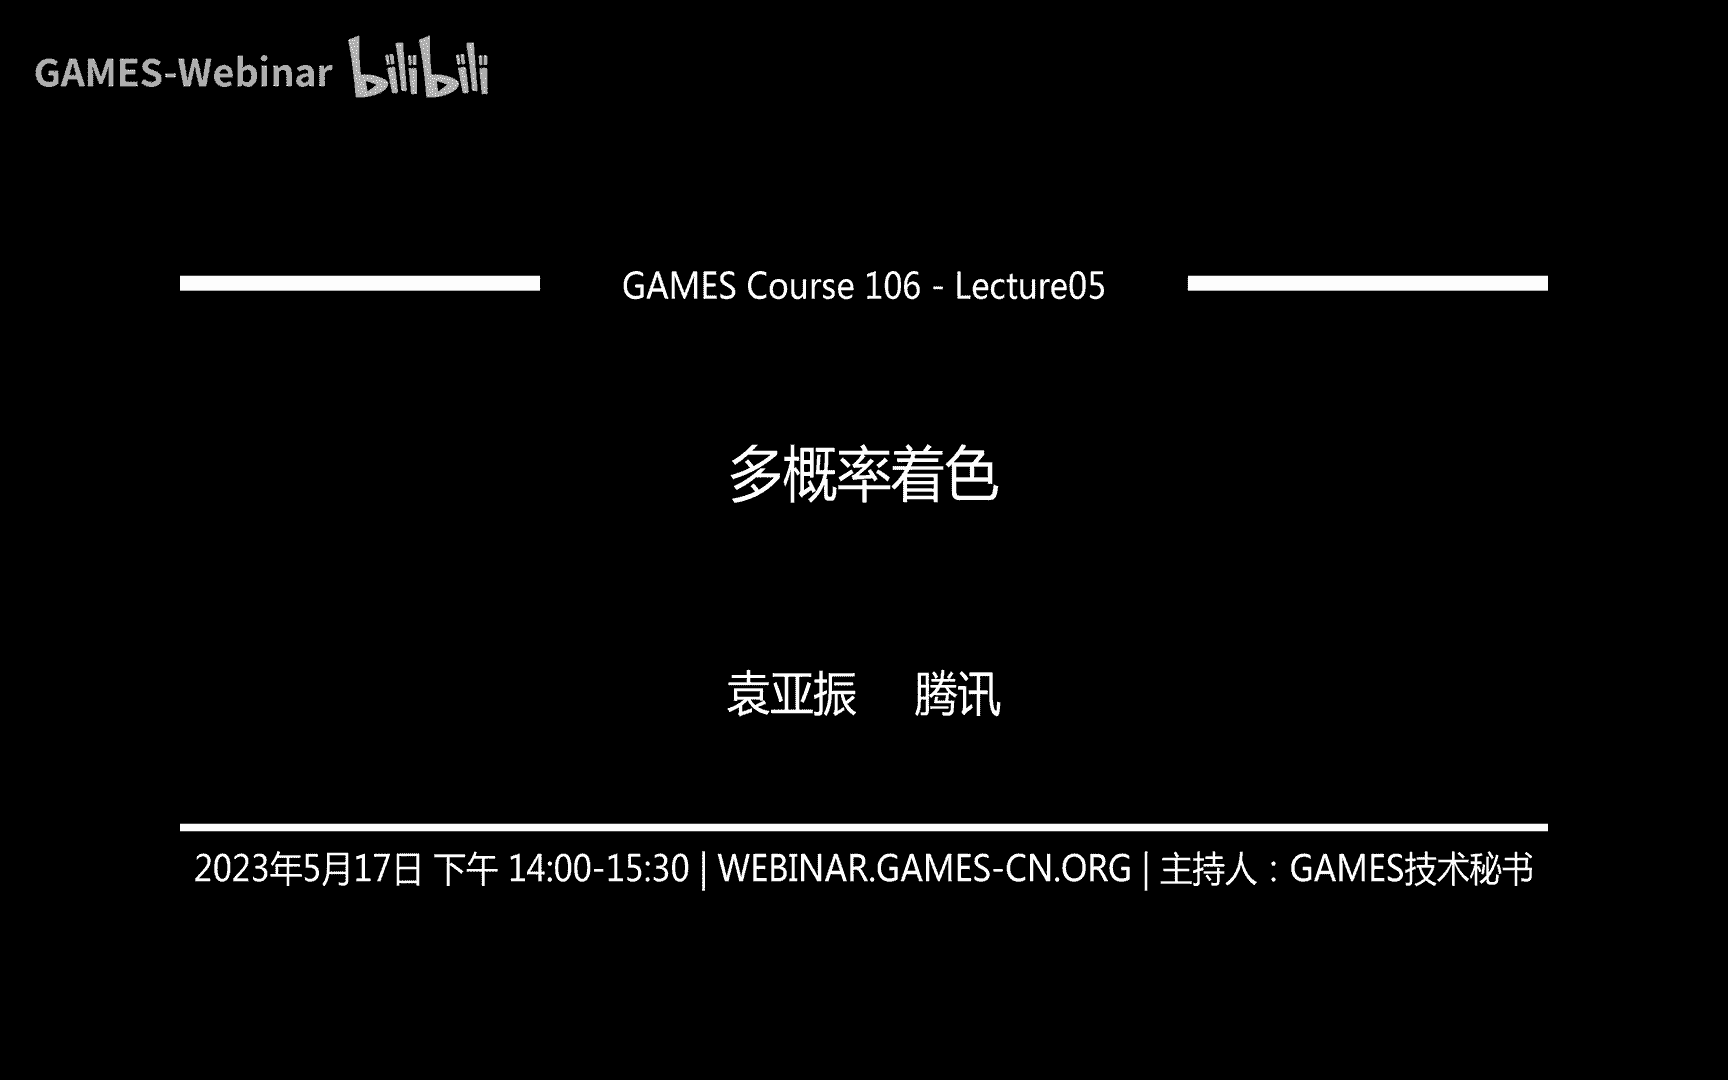 GAMES-Webinar bilibili
GAMES Course 106 - Lecture05
多概率着色
袁亚振 腾讯
2023年5月17日 下午 14:00-15:30 | WEBINAR.GAMES-CN.ORG | 主持人：GAMES技术秘书